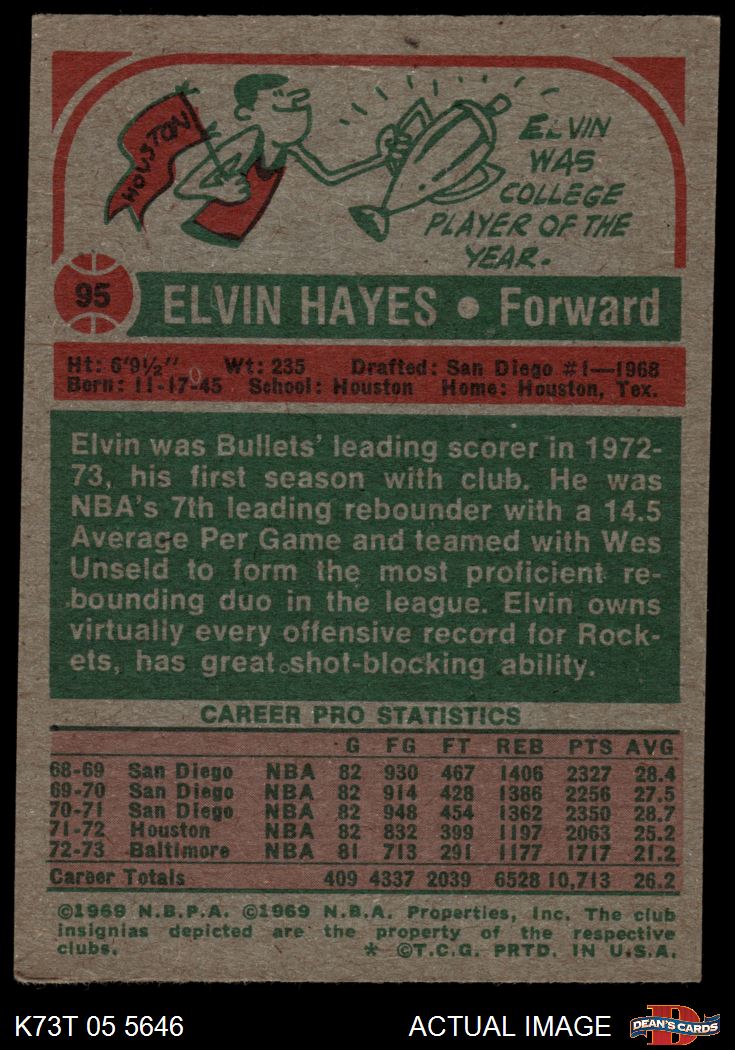 HOUSTON
ELVIN
WAS
COLLEGE
PLAYER OF THE
YEAR.
95
ELVIN HAYES • Forward
Ht: 6'9½" Wt: 235 Drafted: San Diego #1—1968
Born: 11-17-45 School: Houston Home: Houston, Tex.
Elvin was Bullets' leading scorer in 1972-
73, his first season with club. He was
NBA's 7th leading rebounder with a 14.5
Average Per Game and teamed with Wes
Unseld to form the most proficient re-
bounding duo in the league. Elvin owns
virtually every offensive record for Rock-
ets, has great shot-blocking ability.
CAREER PRO STATISTICS
G FG FT REB PTS AVG
68-69 San Diego NBA 82 930 467 1406 2327 28.4
69-70 San Diego NBA 82 914 428 1386 2256 27.5
70-71 San Diego NBA 82 948 454 1362 2350 28.7
71-72 Houston NBA 82 832 399 1197 2063 25.2
72-73 Baltimore NBA 81 713 291 1177 1717 21.2
Career Totals 409 4337 2039 6528 10,713 26.2
©1969 N.B.P.A. ©1969 N.B.A. Properties, Inc. The club
insignias depicted are the property of the respective
clubs. * ©T.C.G. PRTD. IN U.S.A.
K73T 05 5646 ACTUAL IMAGE DEAN'S CARDS